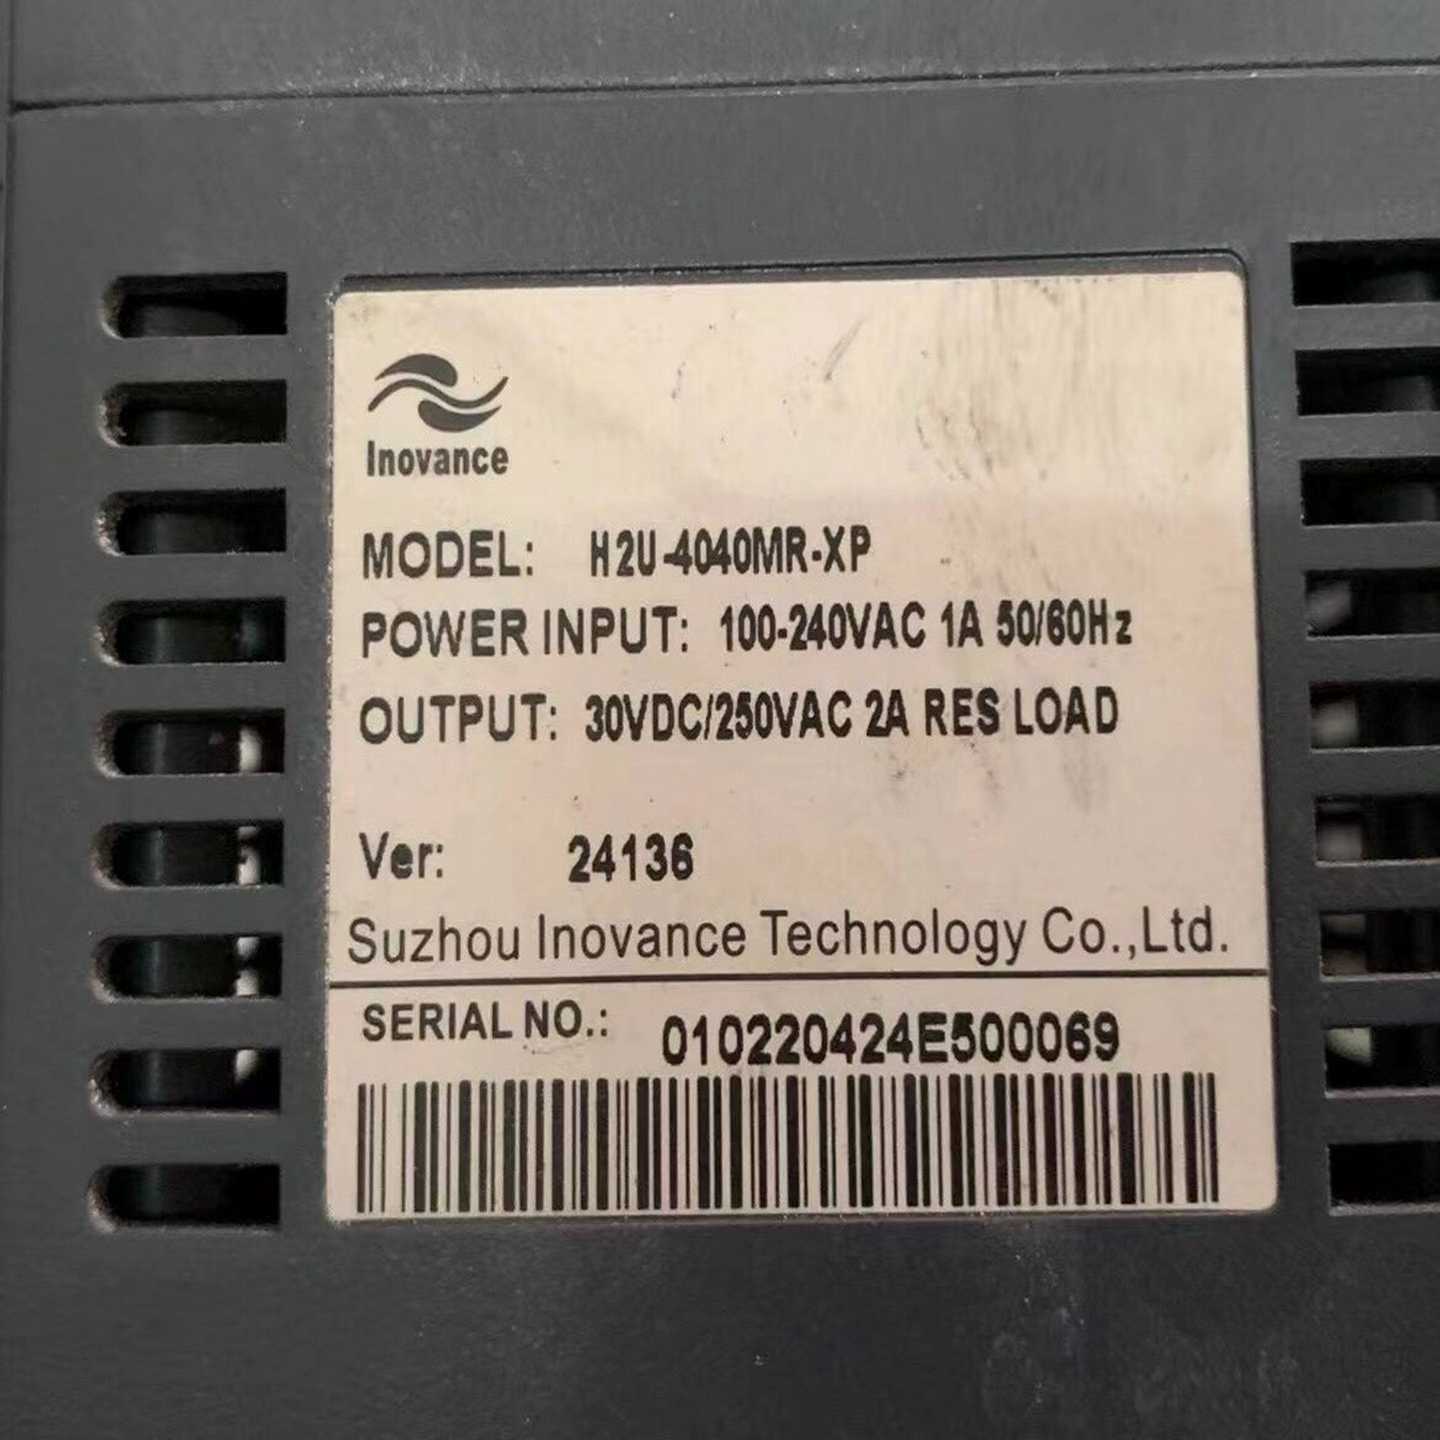 Inovance
MODEL: H2U-4040MR-XP
POWER INPUT: 100-240VAC 1A 50/60Hz
OUTPUT: 30VDC/250VAC 2A RES LOAD
Ver: 24136
Suzhou Inovance Technology Co.,Ltd.
SERIAL NO.: 010220424E500069